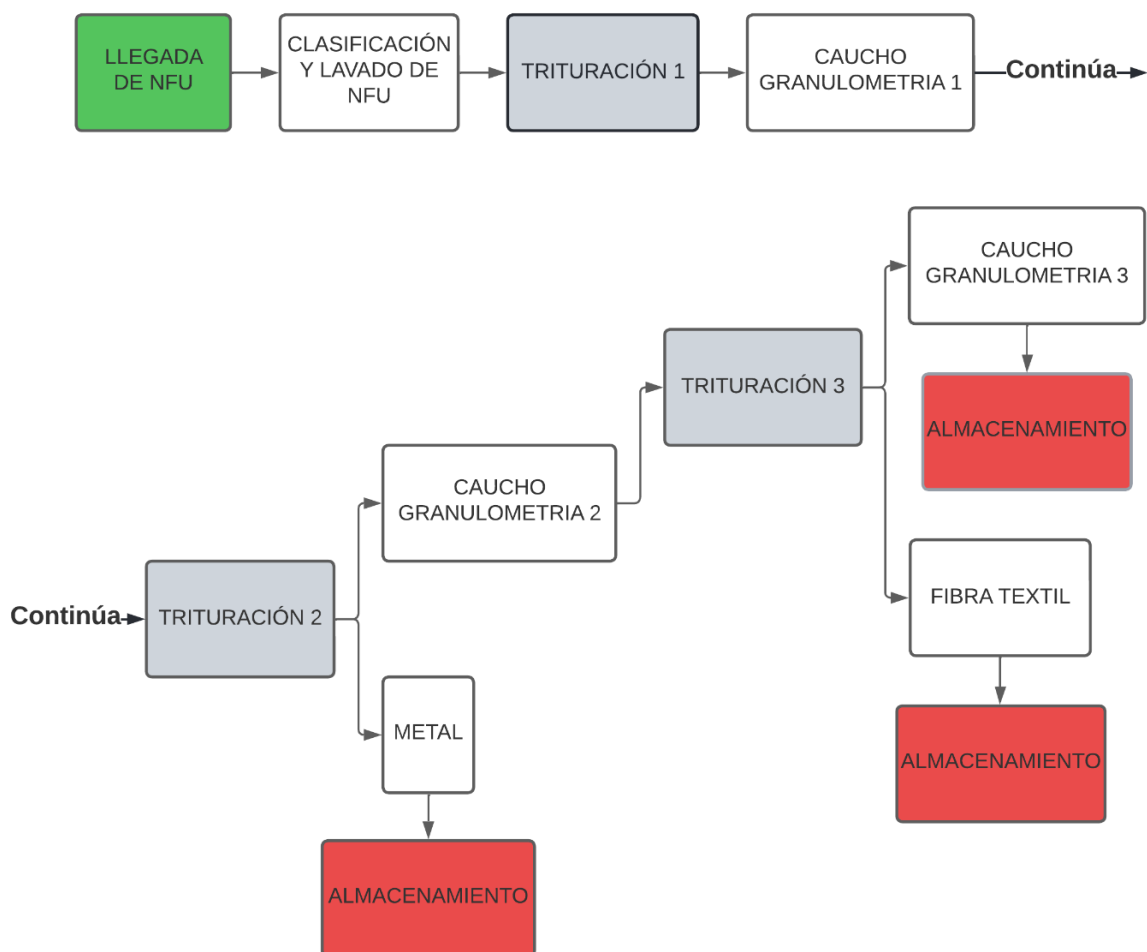 LLEGADA
DE NFU
CLASIFICACIÓN
Y LAVADO DE
NFU
TRITURACIÓN 1
CAUCHO
GRANULOMETRIA 1
Continúa
CAUCHO
GRANULOMETRIA 3
TRITURACIÓN 3
ALMACENAMIENTO
CAUCHO
GRANULOMETRIA 2
Continúa
TRITURACIÓN 2
FIBRA TEXTIL
METAL
ALMACENAMIENTO
ALMACENAMIENTO